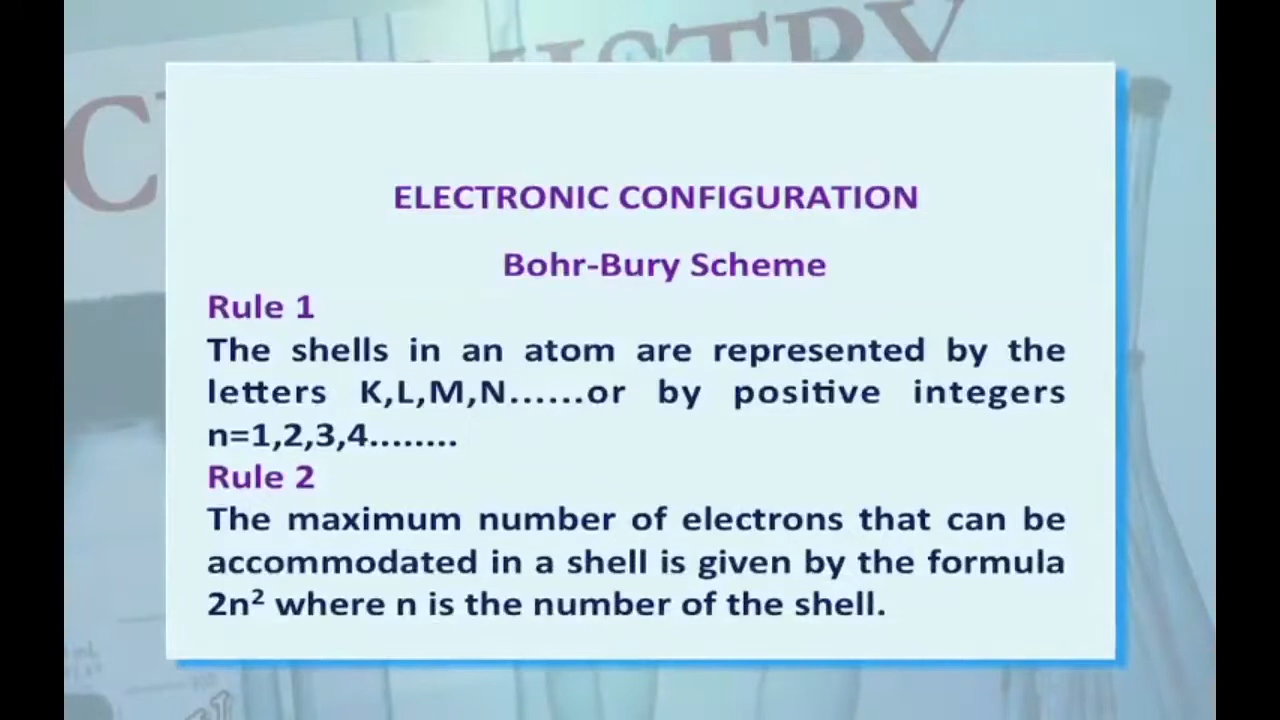 CHEMISTRY
ELECTRONIC CONFIGURATION
Bohr-Bury Scheme
Rule 1
The shells in an atom are represented by the
letters K,L,M,N......or by positive integers
n=1,2,3,4........
Rule 2
The maximum number of electrons that can be
accommodated in a shell is given by the formula
2n² where n is the number of the shell.